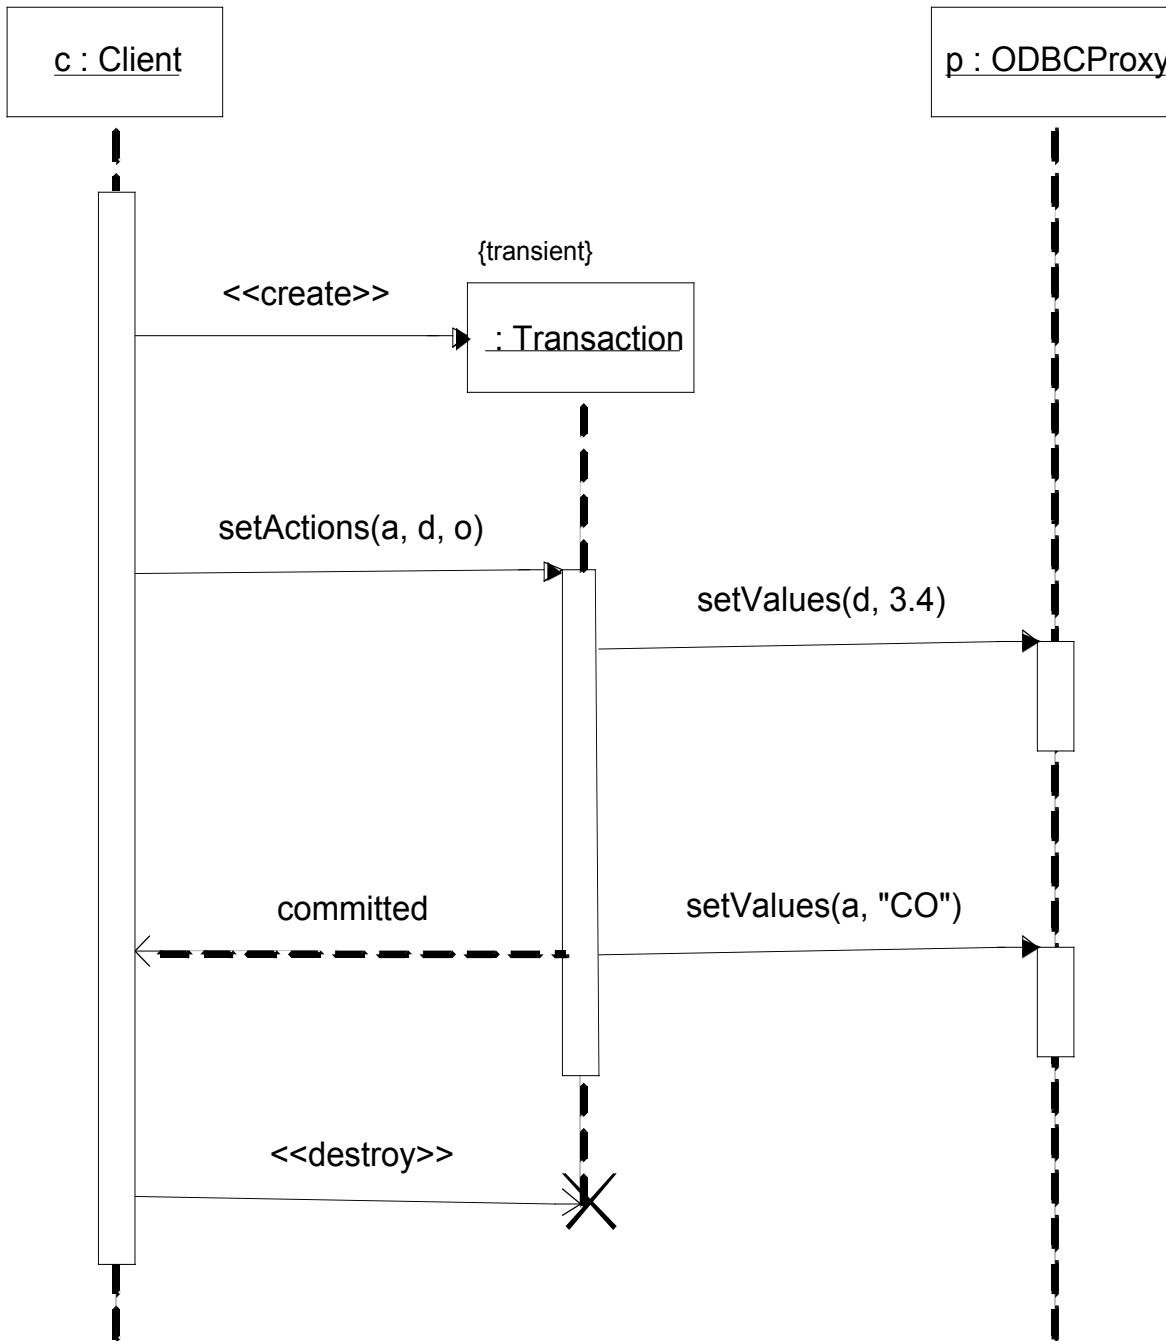 c : Client
p : ODBCProxy
{transient}
<<create>>
: Transaction
setActions(a, d, o)
setValues(d, 3.4)
committed
setValues(a, "CO")
<<destroy>>